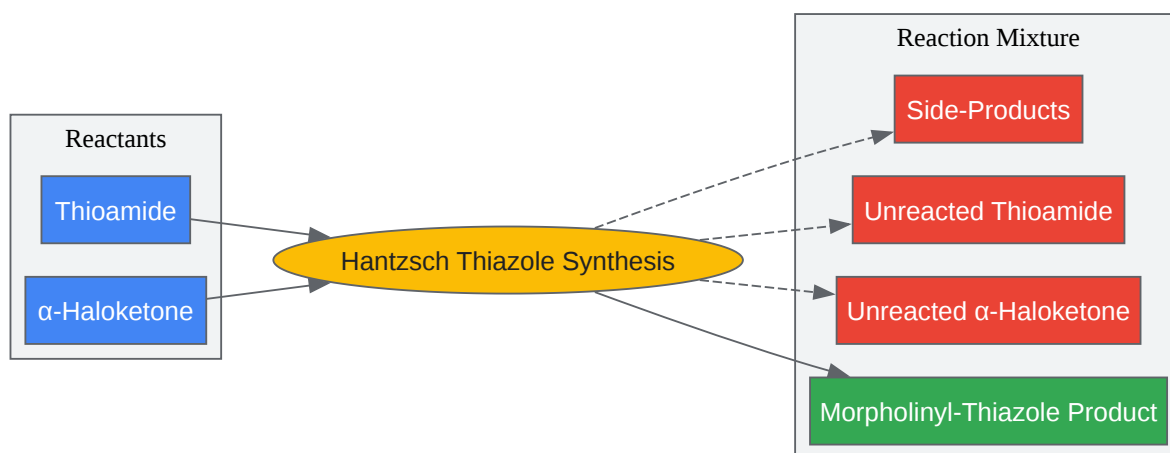 Reactants
Thioamide
α-Haloketone
Hantzsch Thiazole Synthesis
Reaction Mixture
Side-Products
Unreacted Thioamide
Unreacted α-Haloketone
Morpholinyl-Thiazole Product